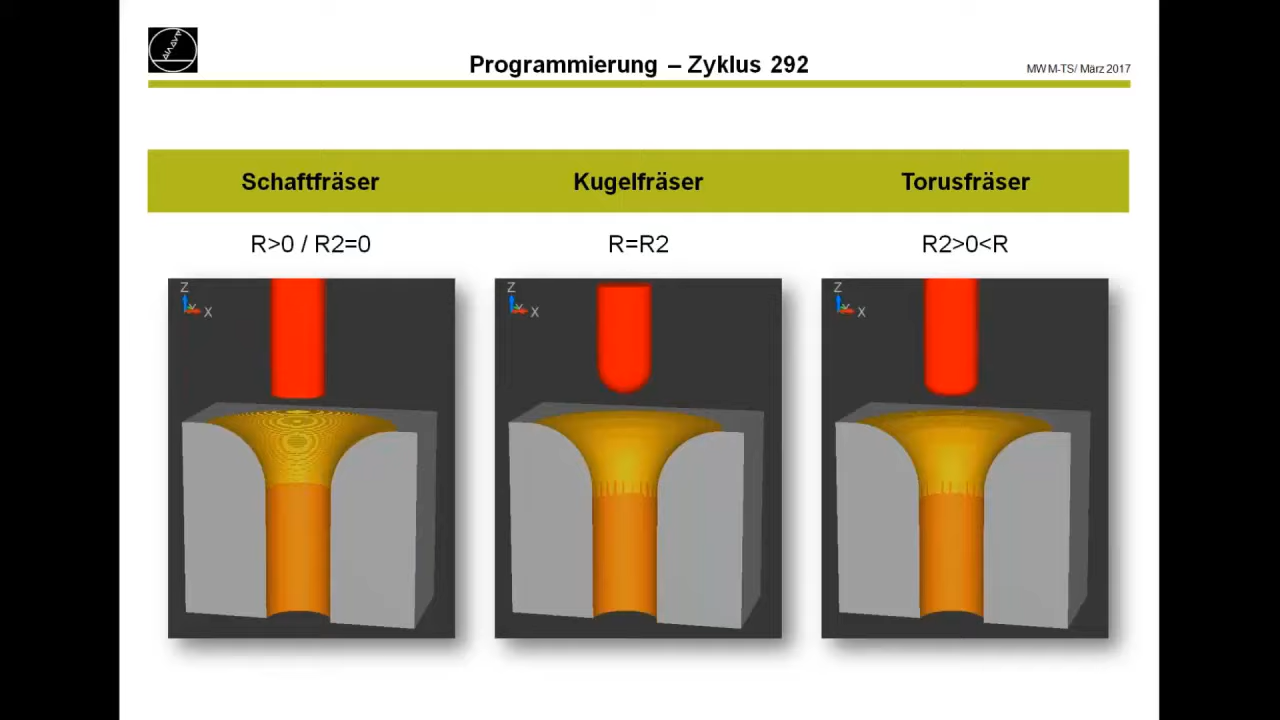 Programmierung – Zyklus 292
MWM-TS/ März 2017
Schaftfräser
Kugelfräser
Torusfräser
R>0 / R2=0
R=R2
R2>0<R
Z
Y
X
Z
Y
X
Z
Y
X